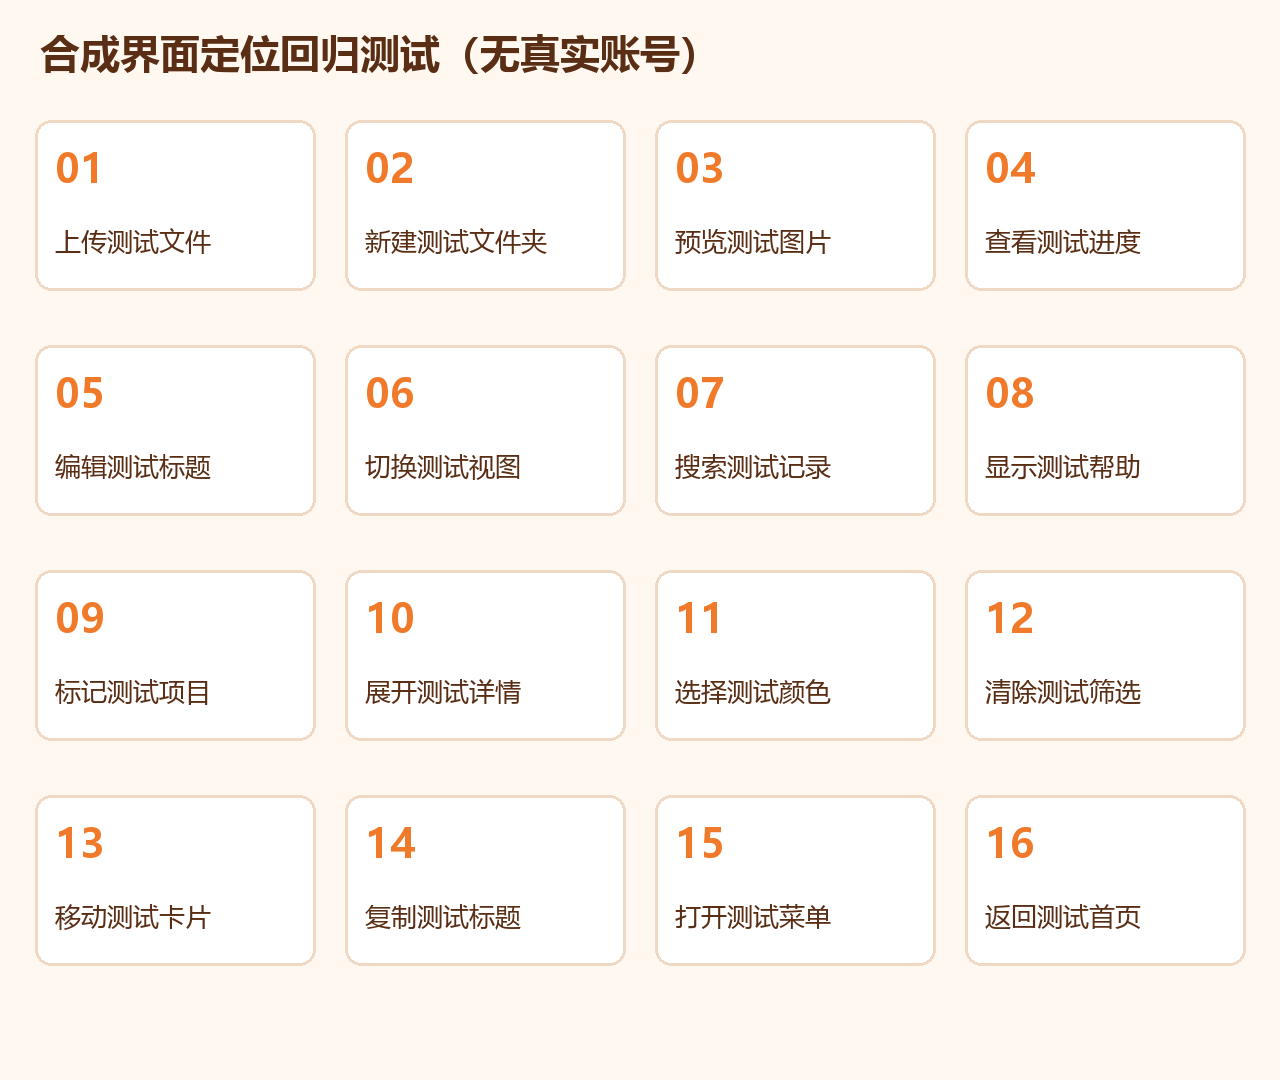 合成界面定位回归测试（无真实账号）
01
上传测试文件
02
新建测试文件夹
03
预览测试图片
04
查看测试进度
05
编辑测试标题
06
切换测试视图
07
搜索测试记录
08
显示测试帮助
09
标记测试项目
10
展开测试详情
11
选择测试颜色
12
清除测试筛选
13
移动测试卡片
14
复制测试标题
15
打开测试菜单
16
返回测试首页